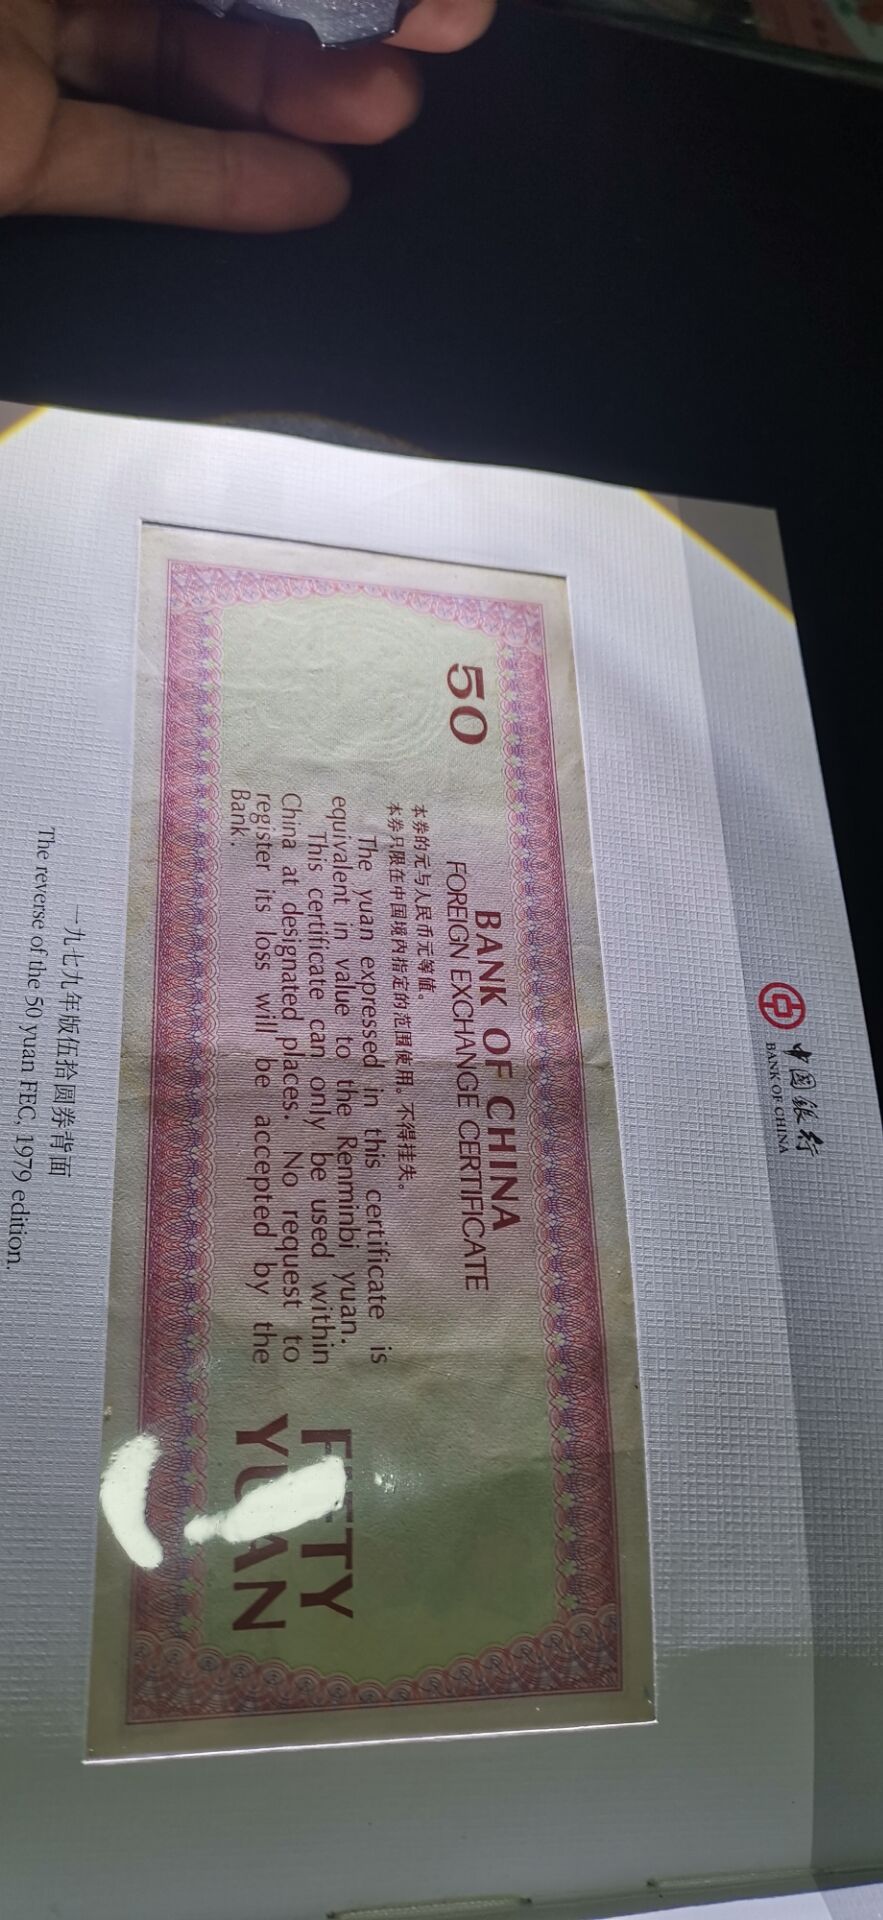 中國銀行
BANK OF CHINA
BANK OF CHINA
FOREIGN EXCHANGE CERTIFICATE
50
本券的元与人民币元等值。
本券只限在中国境内指定的范围使用。不得挂失。
The yuan expressed in this certificate is
equivalent in value to the Renminbi yuan.
This certificate can only be used within
China at designated places. No request to
register its loss will be accepted by the
Bank.
FIFTY
YUAN
一九七九年版伍拾圆券背面
The reverse of the 50 yuan FEC, 1979 edition.